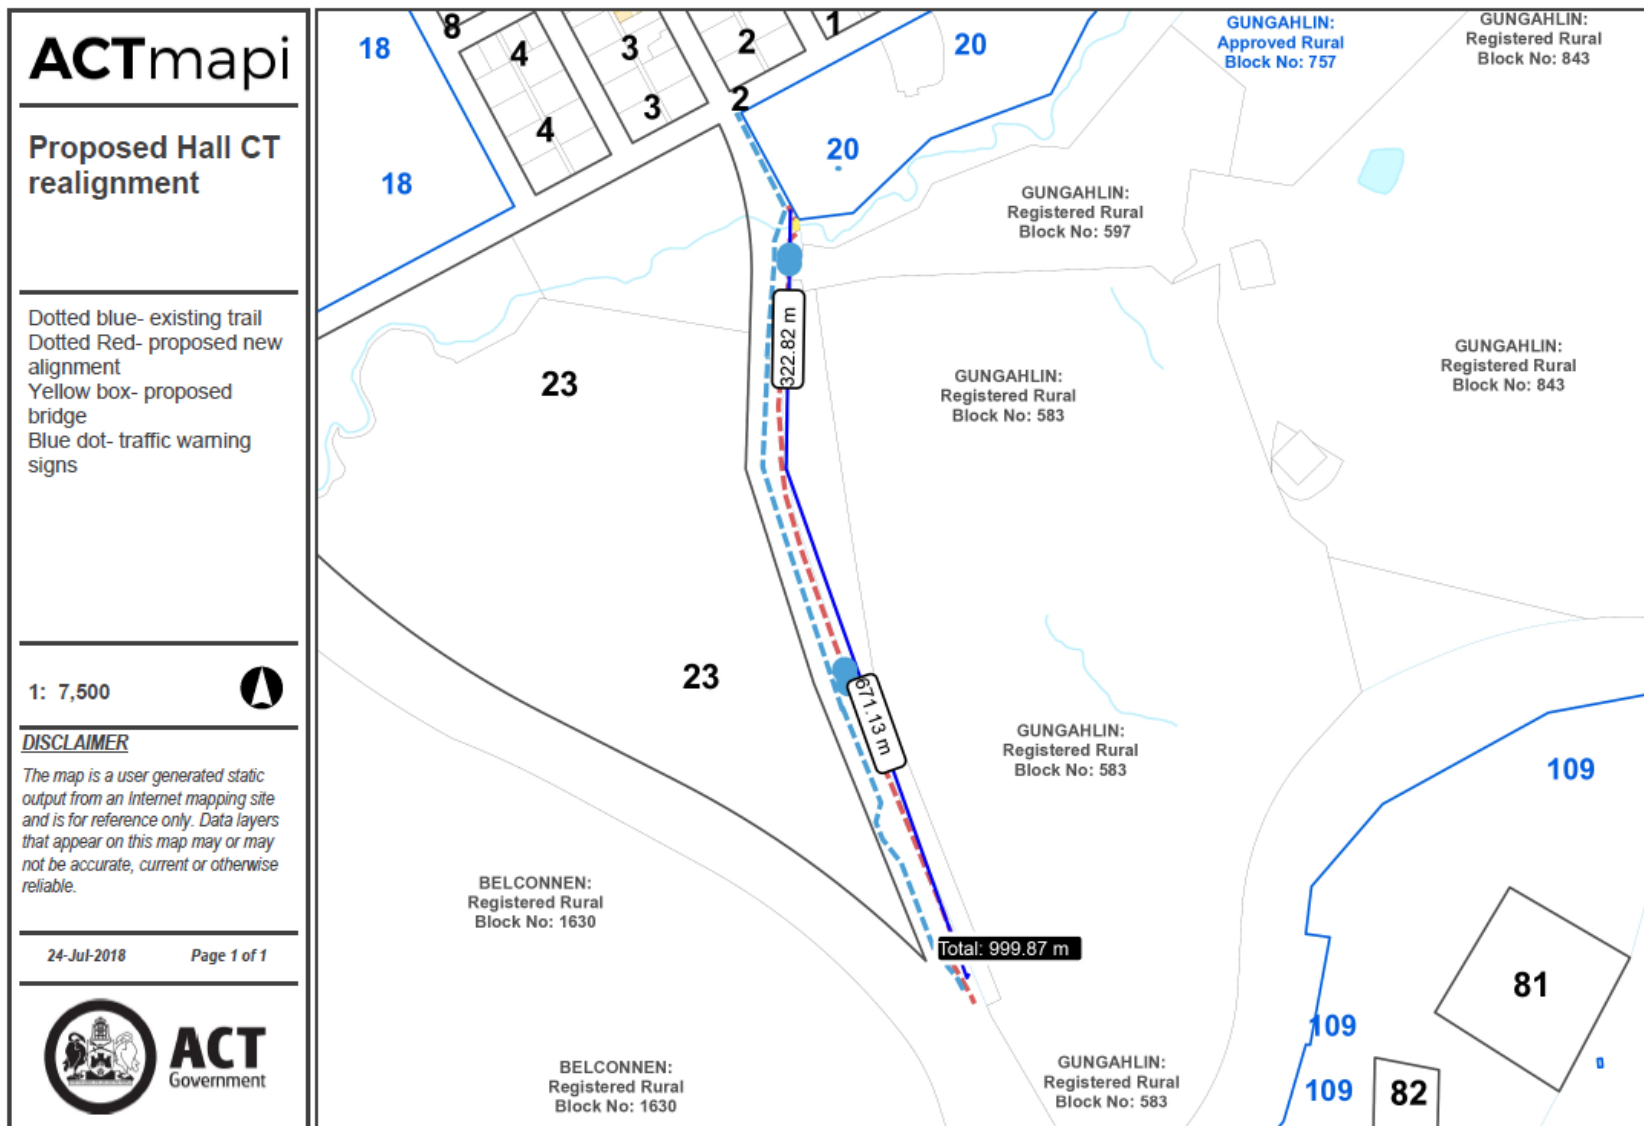 ACTmapi
Proposed Hall CT
realignment
Dotted blue- existing trail
Dotted Red- proposed new
alignment
Yellow box- proposed
bridge
Blue dot- traffic warning
signs
1: 7,500
DISCLAIMER
The map is a user generated static
output from an Internet mapping site
and is for reference only. Data layers
that appear on this map may or may
not be accurate, current or otherwise
reliable.
24-Jul-2018 Page 1 of 1
ACT
Government
18
8
4
3
2
1
20
GUNGAHLIN:
Approved Rural
Block No: 757
GUNGAHLIN:
Registered Rural
Block No: 843
4
3
2
20
18
GUNGAHLIN:
Registered Rural
Block No: 597
322.82 m
23
GUNGAHLIN:
Registered Rural
Block No: 583
GUNGAHLIN:
Registered Rural
Block No: 843
23
671.13 m
GUNGAHLIN:
Registered Rural
Block No: 583
109
BELCONNEN:
Registered Rural
Block No: 1630
Total: 999.87 m
81
109
BELCONNEN:
Registered Rural
Block No: 1630
GUNGAHLIN:
Registered Rural
Block No: 583
109
82